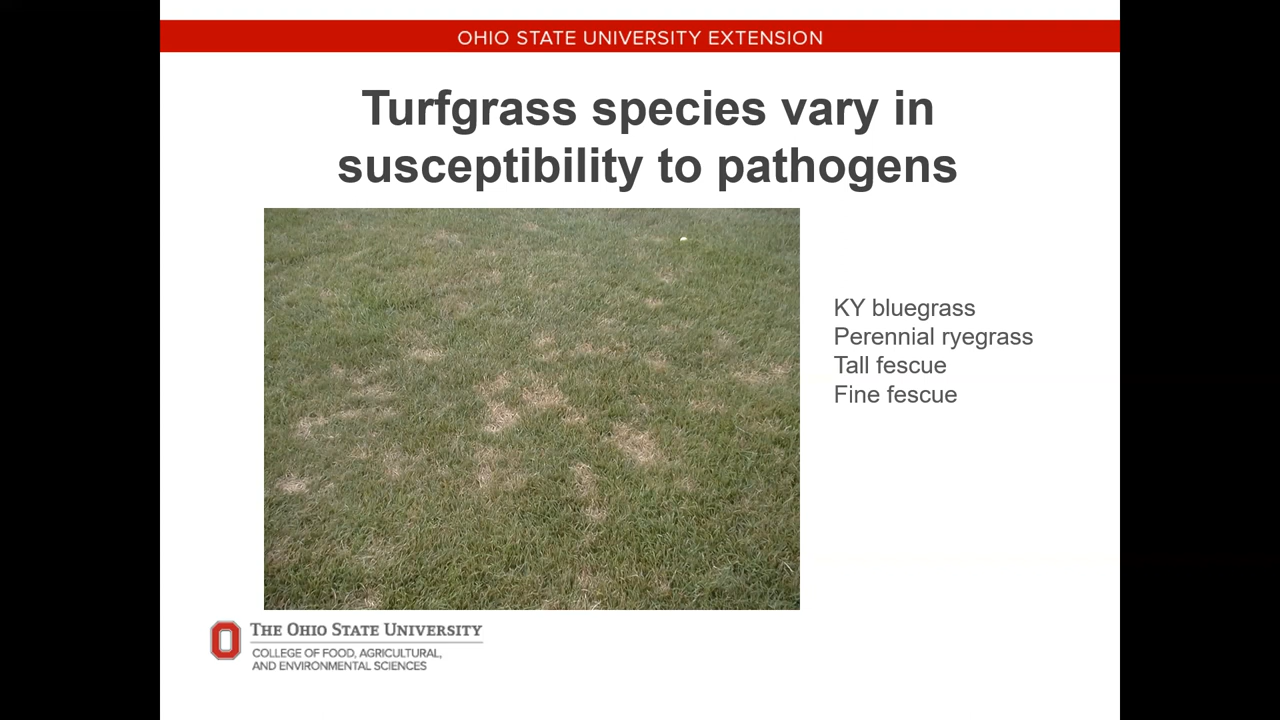 OHIO STATE UNIVERSITY EXTENSION
Turfgrass species vary in
susceptibility to pathogens
KY bluegrass
Perennial ryegrass
Tall fescue
Fine fescue
THE OHIO STATE UNIVERSITY
COLLEGE OF FOOD, AGRICULTURAL,
AND ENVIRONMENTAL SCIENCES